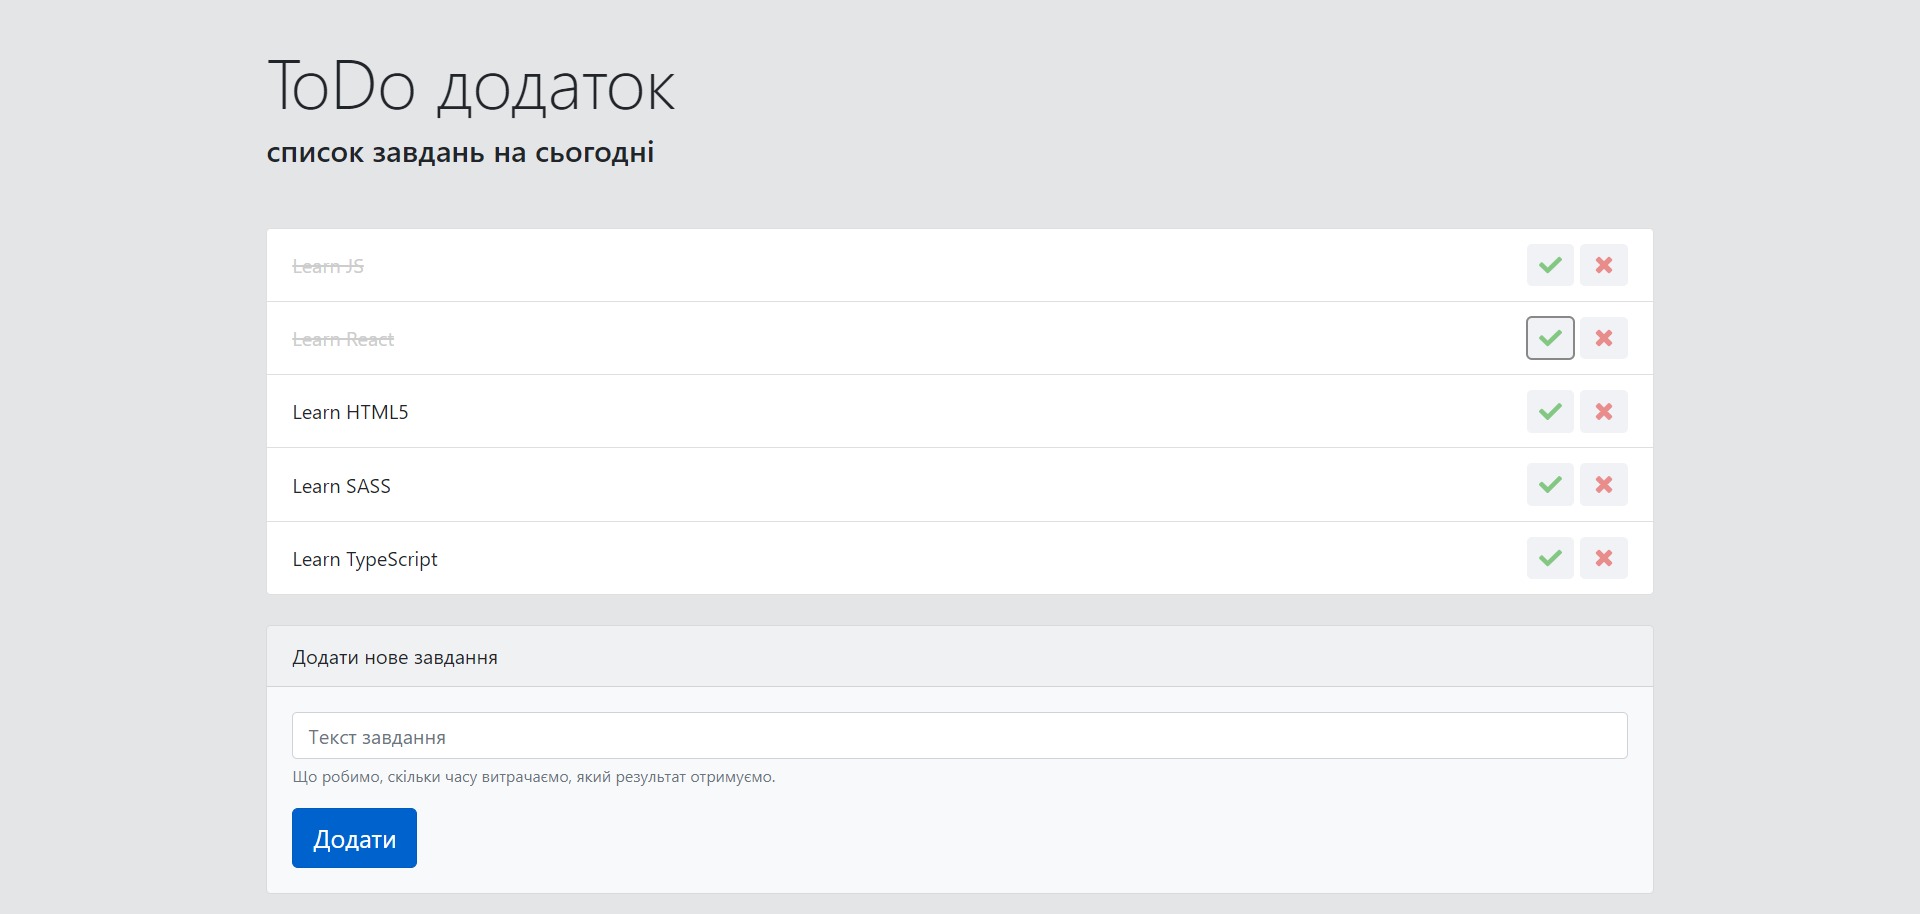 ToDo додаток
список завдань на сьогодні
Learn JS
Learn React
Learn HTML5
Learn SASS
Learn TypeScript
Додати нове завдання
Текст завдання
Що робимо, скільки часу витрачаємо, який результат отримуємо.
Додати